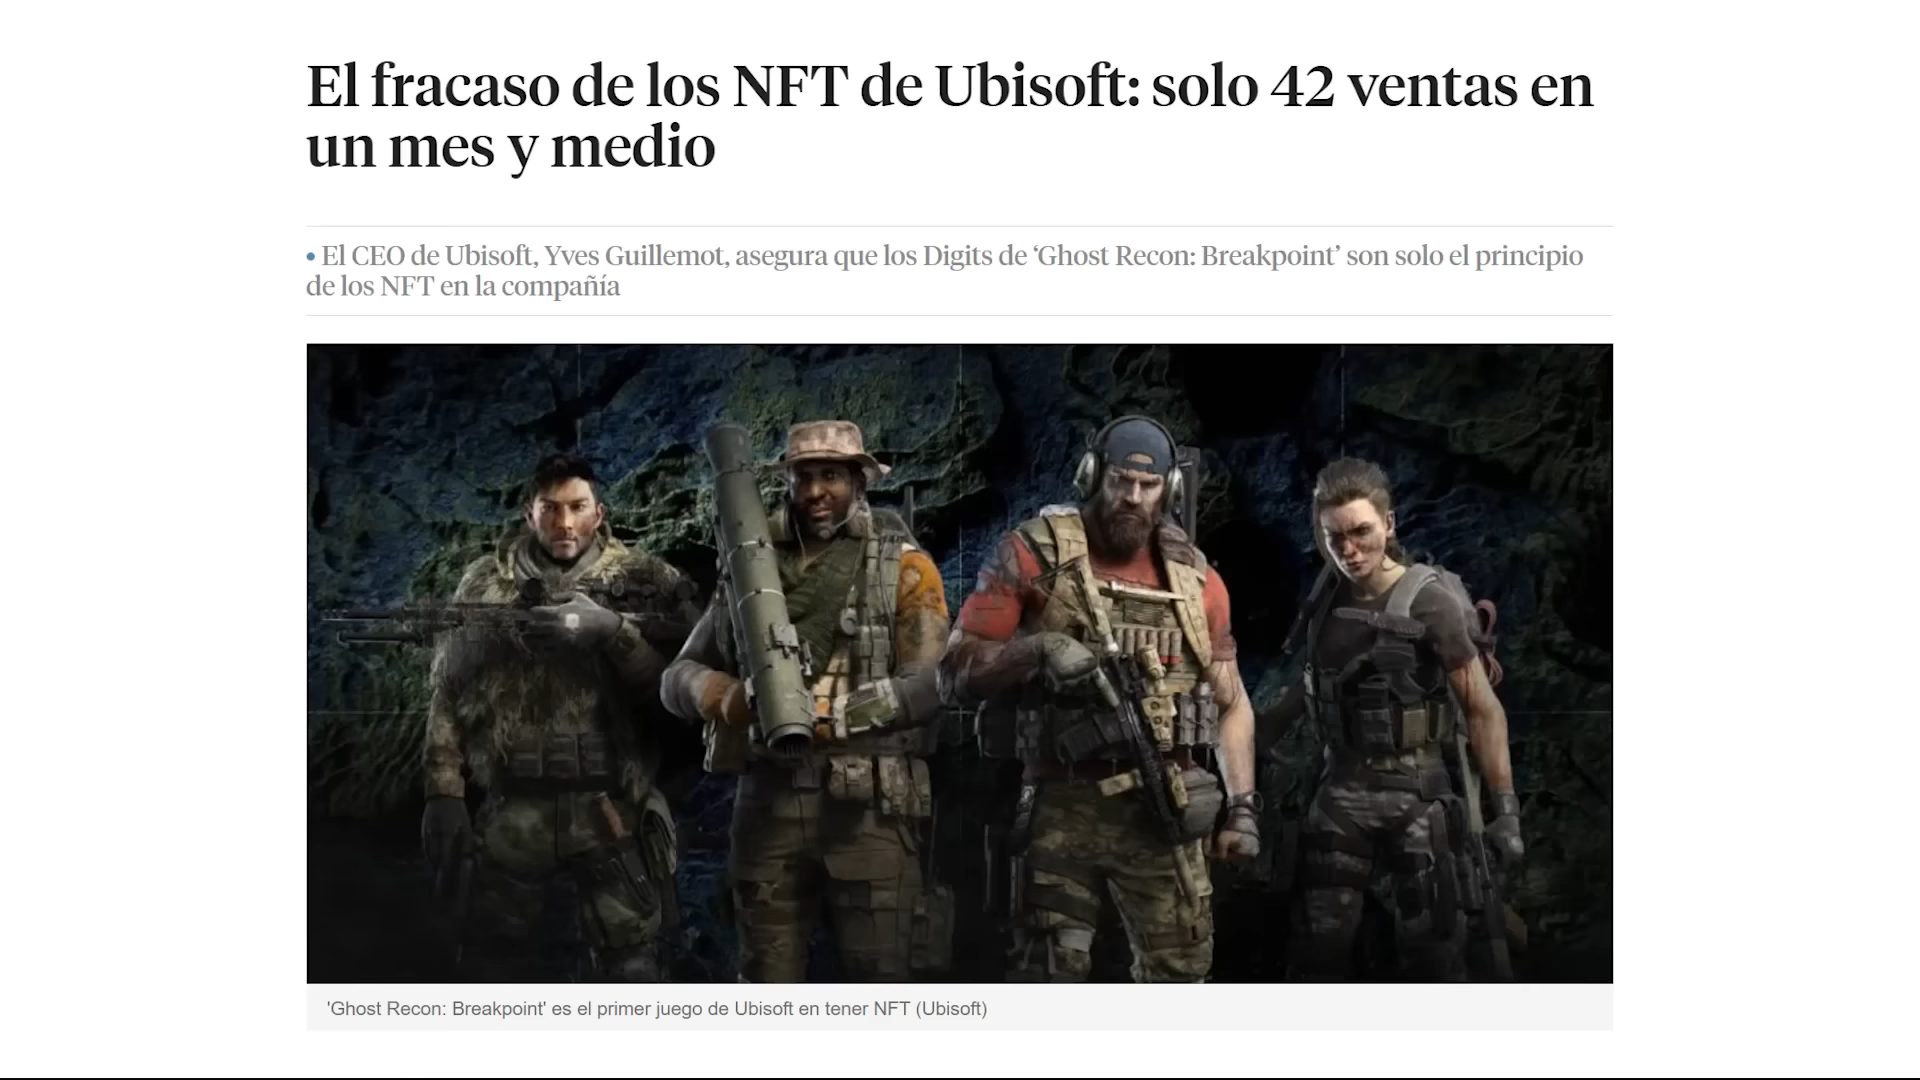 El fracaso de los NFT de Ubisoft: solo 42 ventas en
un mes y medio
• El CEO de Ubisoft, Yves Guillemot, asegura que los Digits de ‘Ghost Recon: Breakpoint’ son solo el principio
de los NFT en la compañía
'Ghost Recon: Breakpoint' es el primer juego de Ubisoft en tener NFT (Ubisoft)